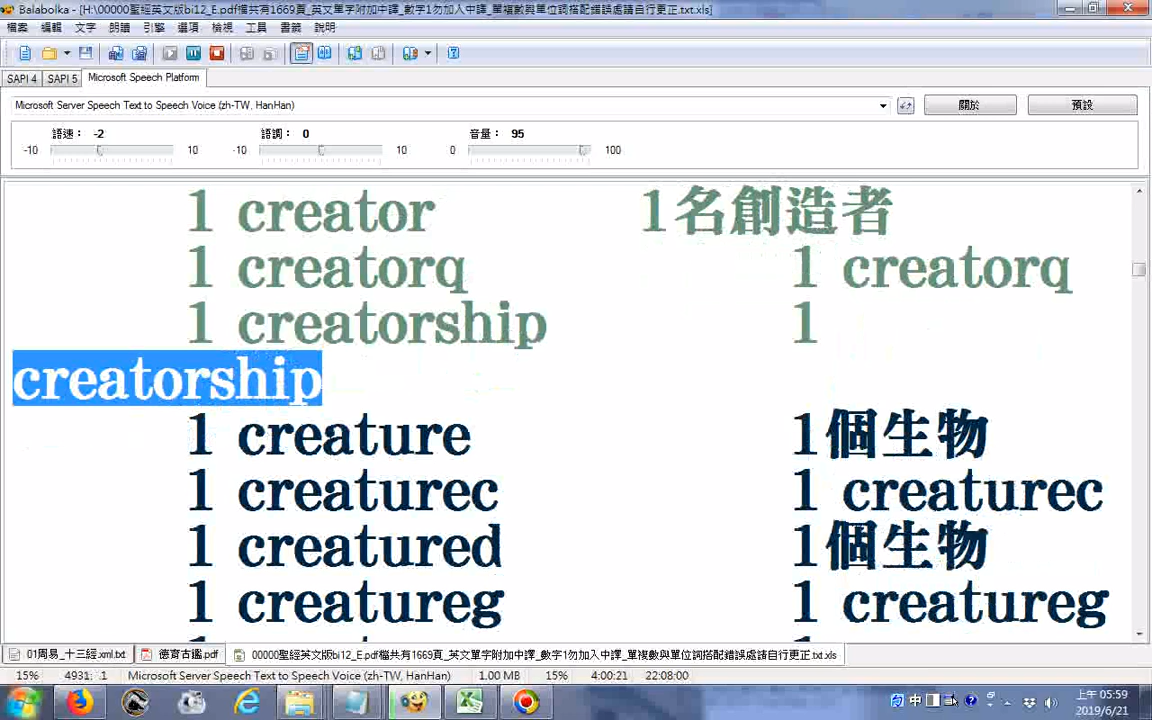 Balabolka - [H:\00000聖經英文版bi12_E.pdf檔共有1669頁_英文單字附加中譯_數字1勿加入中譯_單複數與單位詞搭配錯誤處請自行更正.txt.xls]
檔案 編輯 文字 朗讀 引擎 選項 檢視 工具 書籤 說明
SAPI 4 SAPI 5 Microsoft Speech Platform
Microsoft Server Speech Text to Speech Voice (zh-TW, HanHan) 關於 預設
語速： -2 語調： 0 音量： 95
-10 10 -10 10 0 100
1 creator 1名創造者
1 creatorq 1 creatorq
1 creatorship 1
creatorship
1 creature 1個生物
1 creaturec 1 creaturec
1 creatured 1個生物
1 creatureg 1 creatureg
01周易_十三經.xml.txt 德育古鑑.pdf 00000聖經英文版bi12_E.pdf檔共有1669頁_英文單字附加中譯_數字1勿加入中譯_單複數與單位詞搭配錯誤處請自行更正.txt.xls
15% 4931: 1 Microsoft Server Speech Text to Speech Voice (zh-TW, HanHan) 1.00 MB 15% 4:00:21 22:08:00
中 上午 05:59
2019/6/21